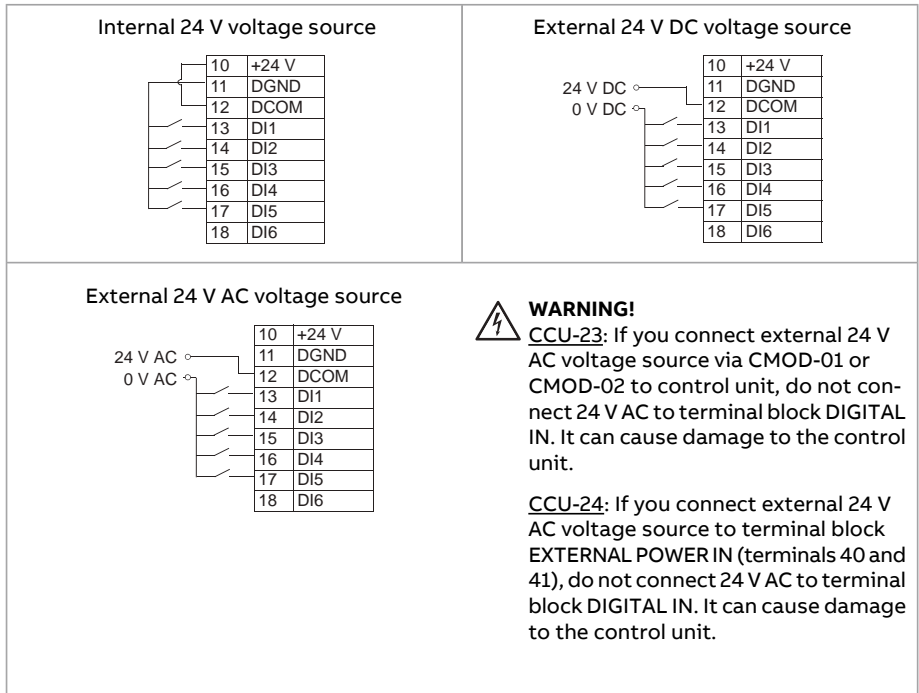 Internal 24 V voltage source
10 +24 V
11 DGND
12 DCOM
13 DI1
14 DI2
15 DI3
16 DI4
17 DI5
18 DI6
External 24 V DC voltage source
24 V DC
0 V DC
10 +24 V
11 DGND
12 DCOM
13 DI1
14 DI2
15 DI3
16 DI4
17 DI5
18 DI6
External 24 V AC voltage source
24 V AC
0 V AC
10 +24 V
11 DGND
12 DCOM
13 DI1
14 DI2
15 DI3
16 DI4
17 DI5
18 DI6
WARNING!
CCU-23: If you connect external 24 V
AC voltage source via CMOD-01 or
CMOD-02 to control unit, do not con-
nect 24 V AC to terminal block DIGITAL
IN. It can cause damage to the control
unit.
CCU-24: If you connect external 24 V
AC voltage source to terminal block
EXTERNAL POWER IN (terminals 40 and
41), do not connect 24 V AC to terminal
block DIGITAL IN. It can cause damage
to the control unit.